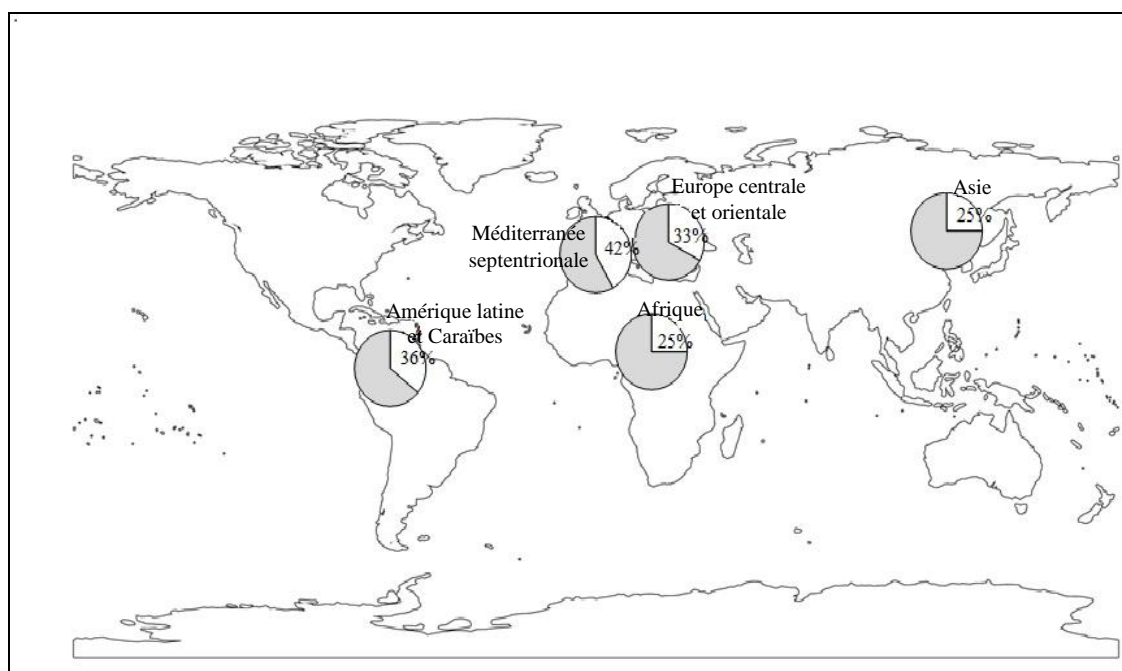 Europe centrale
et orientale
33%
Asie
25%
Méditerranée
septentrionale
42%
Amérique latine
et Caraïbes
36%
Afrique
25%